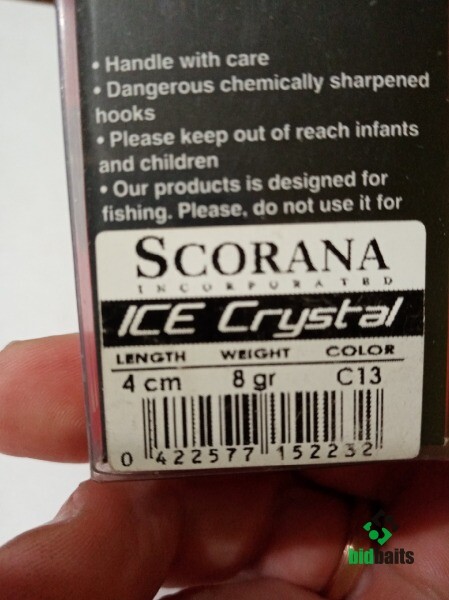 • Handle with care
• Dangerous chemically sharpened
hooks
• Please keep out of reach infants
and children
• Our products is designed for
fishing. Please, do not use it for
SCORANA
INCORPORATED
ICE Crystal
LENGTH WEIGHT COLOR
4 cm 8 gr C13
0 422577 152232
bidbaits